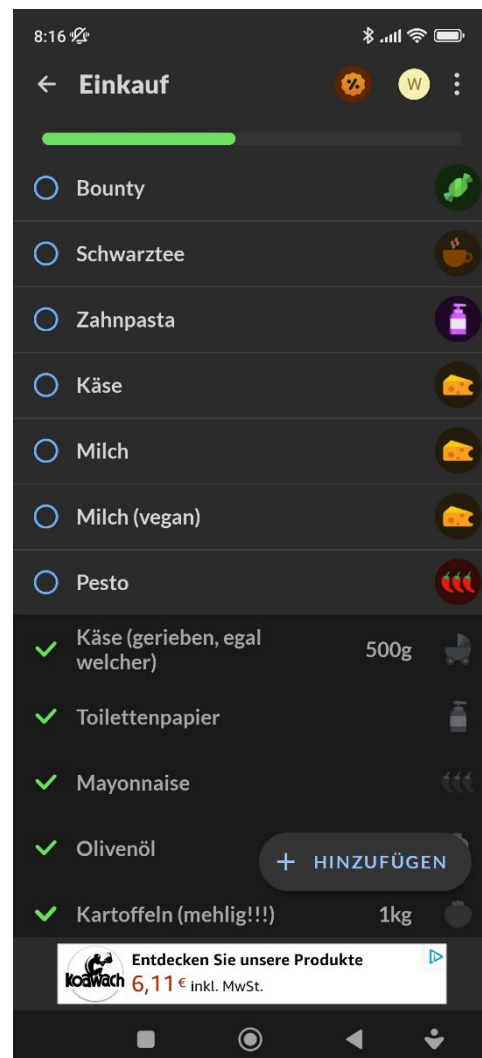 8:16
Einkauf
%
W
Bounty
Schwarztee
Zahnpasta
Käse
Milch
Milch (vegan)
Pesto
Käse (gerieben, egal
welcher)
500g
Toilettenpapier
Mayonnaise
Olivenöl
+ HINZUFÜGEN
Kartoffeln (mehlig!!!)
1kg
koawach
Entdecken Sie unsere Produkte
6,11 € inkl. MwSt.